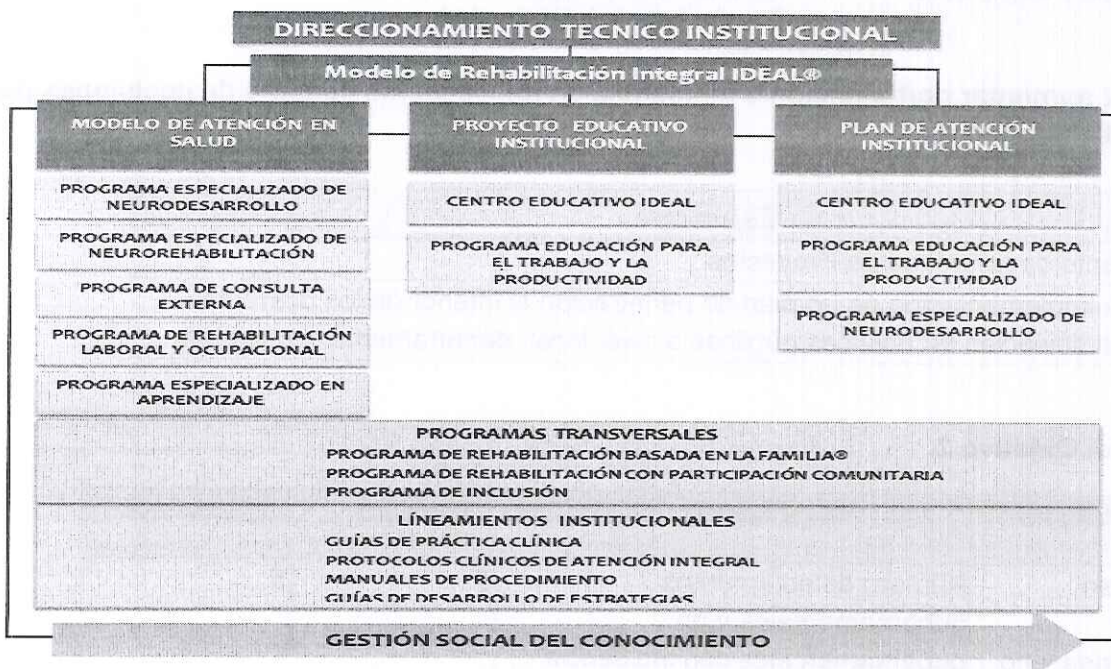 DIRECCIONAMIENTO TECNICO INSTITUCIONAL
Modelo de Rehabilitación Integral IDEAL®
MODELO DE ATENCIÓN EN
SALUD
PROGRAMA ESPECIALIZADO DE
NEURODESARROLLO
PROGRAMA ESPECIALIZADO DE
NEUROREHABILITACIÓN
PROGRAMA DE CONSULTA
EXTERNA
PROGRAMA DE REHABILITACIÓN
LABORAL Y OCUPACIONAL
PROGRAMA ESPECIALIZADO EN
APRENDIZAJE
PROYECTO EDUCATIVO
INSTITUCIONAL
CENTRO EDUCATIVO IDEAL
PROGRAMA EDUCACIÓN PARA
EL TRABAJO Y LA
PRODUCTIVIDAD
PLAN DE ATENCIÓN
INSTITUCIONAL
CENTRO EDUCATIVO IDEAL
PROGRAMA EDUCACIÓN PARA
EL TRABAJO Y LA
PRODUCTIVIDAD
PROGRAMA ESPECIALIZADO DE
NEURODESARROLLO
PROGRAMAS TRANSVERSALES
PROGRAMA DE REHABILITACIÓN BASADA EN LA FAMILIA®
PROGRAMA DE REHABILITACIÓN CON PARTICIPACIÓN COMUNITARIA
PROGRAMA DE INCLUSIÓN
LÍNEAMIENTOS INSTITUCIONALES
GUÍAS DE PRÁCTICA CLÍNICA
PROTOCOLOS CLÍNICOS DE ATENCIÓN INTEGRAL
MANUALES DE PROCEDIMIENTO
GUÍAS DE DESARROLLO DE ESTRATEGIAS
GESTIÓN SOCIAL DEL CONOCIMIENTO